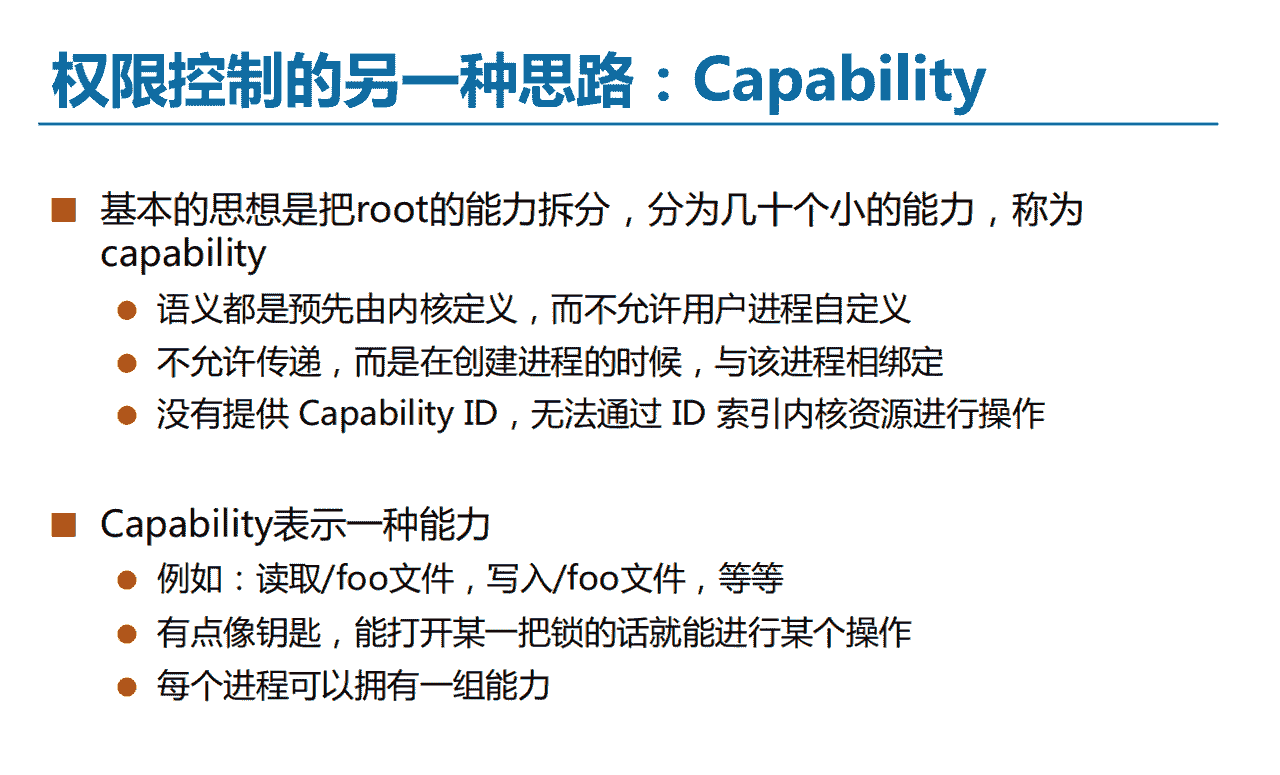 权限控制的另一种思路：Capability
基本的思想是把root的能力拆分，分为几十个小的能力，称为
capability
语义都是预先由内核定义，而不允许用户进程自定义
不允许传递，而是在创建进程的时候，与该进程相绑定
没有提供 Capability ID，无法通过 ID 索引内核资源进行操作
Capability表示一种能力
例如：读取/foo文件，写入/foo文件，等等
有点像钥匙，能打开某一把锁的话就能进行某个操作
每个进程可以拥有一组能力